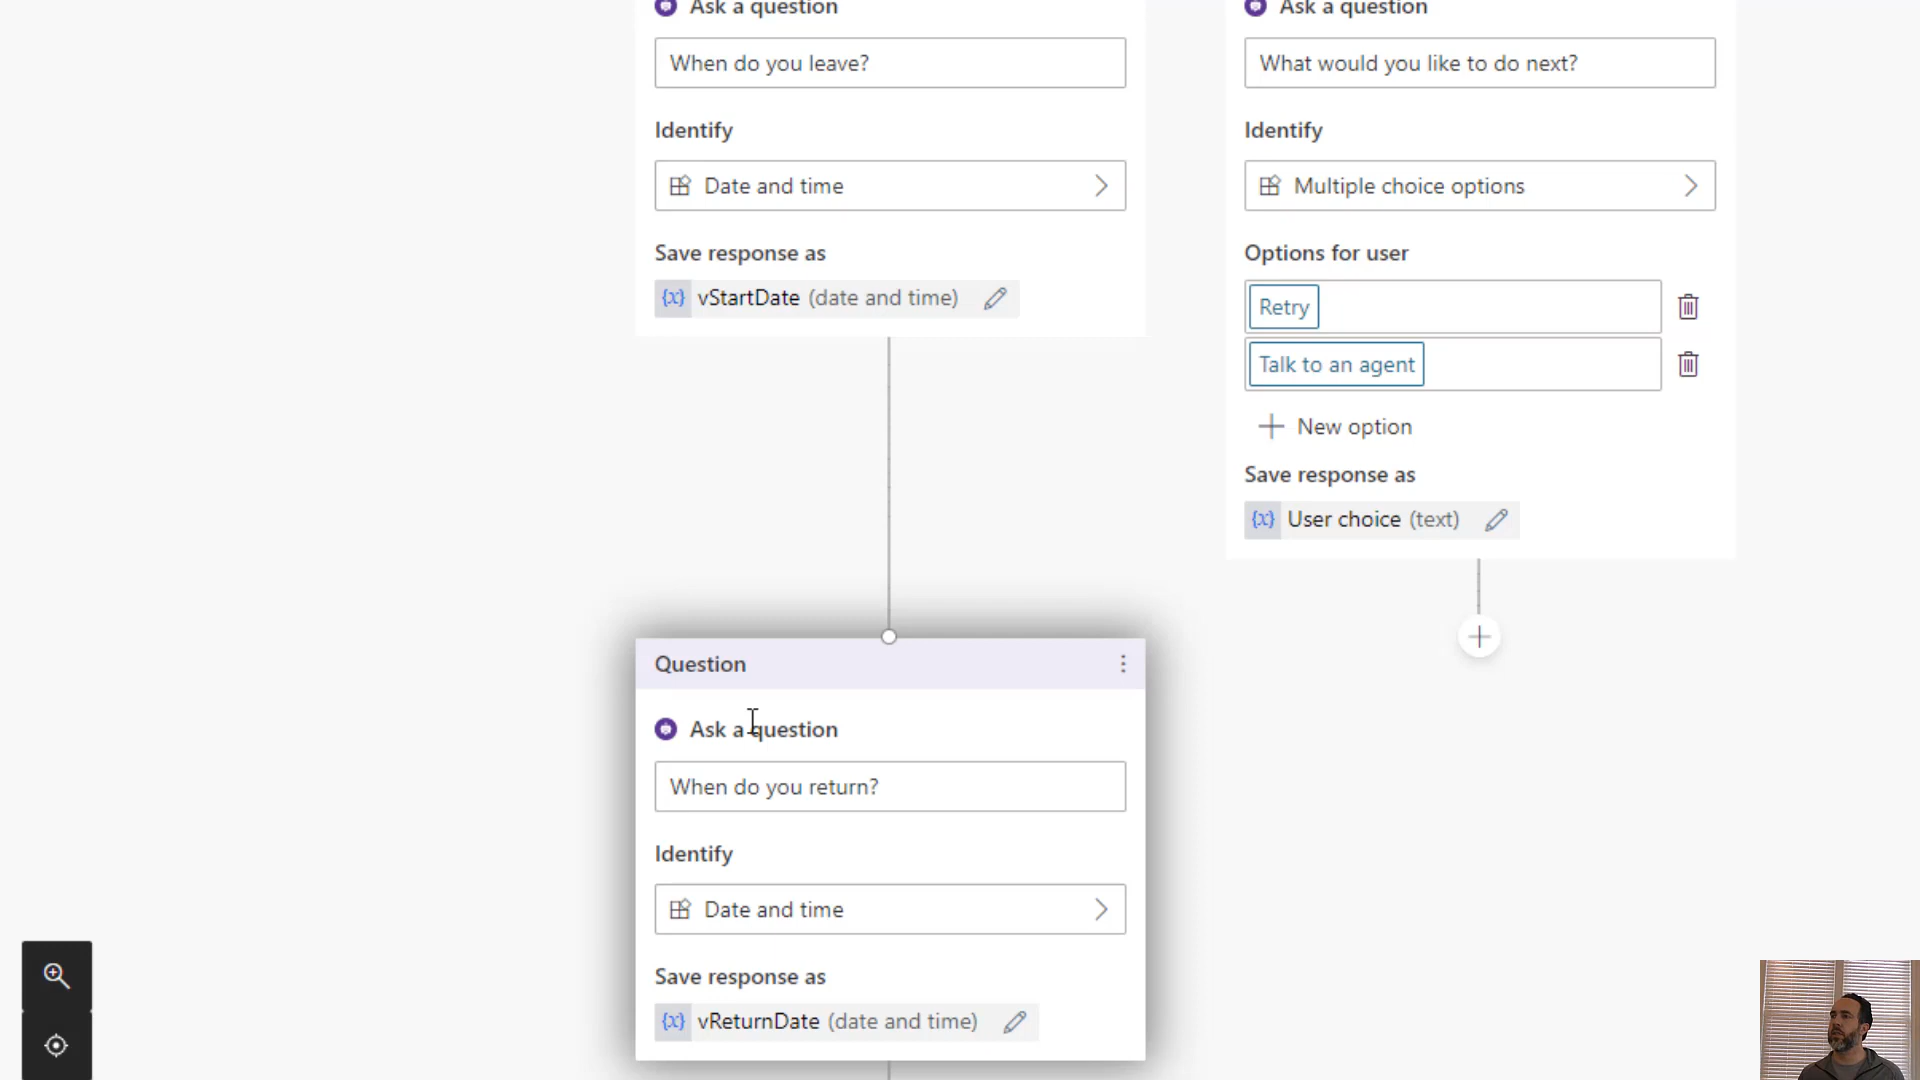 Ask a question
When do you leave?
Identify
Date and time
Save response as
{x} vStartDate (date and time)
Question
Ask a question
When do you return?
Identify
Date and time
Save response as
{x} vReturnDate (date and time)
Ask a question
What would you like to do next?
Identify
Multiple choice options
Options for user
Retry
Talk to an agent
New option
Save response as
{x} User choice (text)